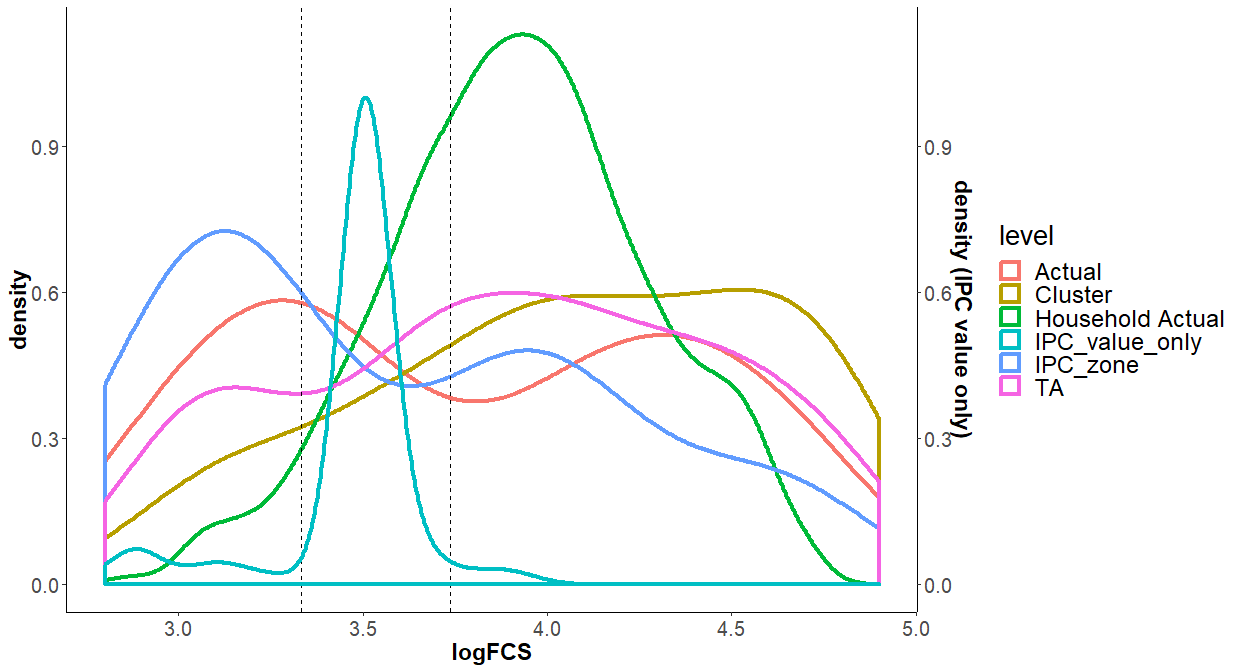 density
0.9
0.6
0.3
0.0
3.0
3.5
4.0
4.5
5.0
logFCS
0.9
0.6
0.3
0.0
density (IPC value only)
level
Actual
Cluster
Household Actual
IPC_value_only
IPC_zone
TA